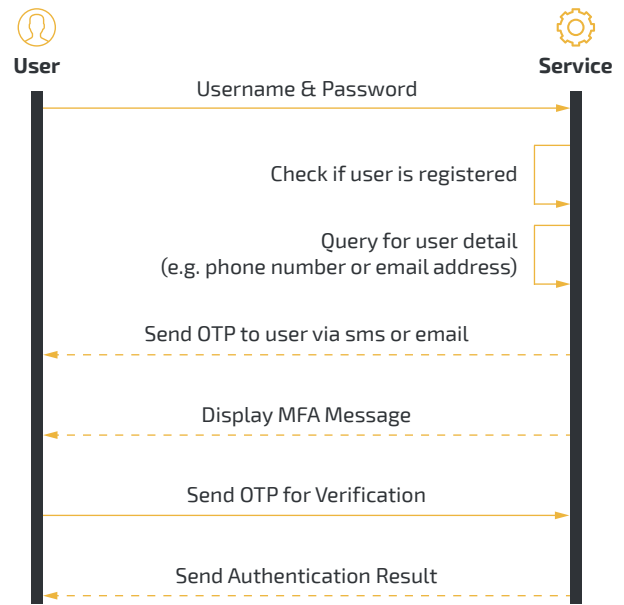 User
Service
Username & Password
Check if user is registered
Query for user detail
(e.g. phone number or email address)
Send OTP to user via sms or email
Display MFA Message
Send OTP for Verification
Send Authentication Result